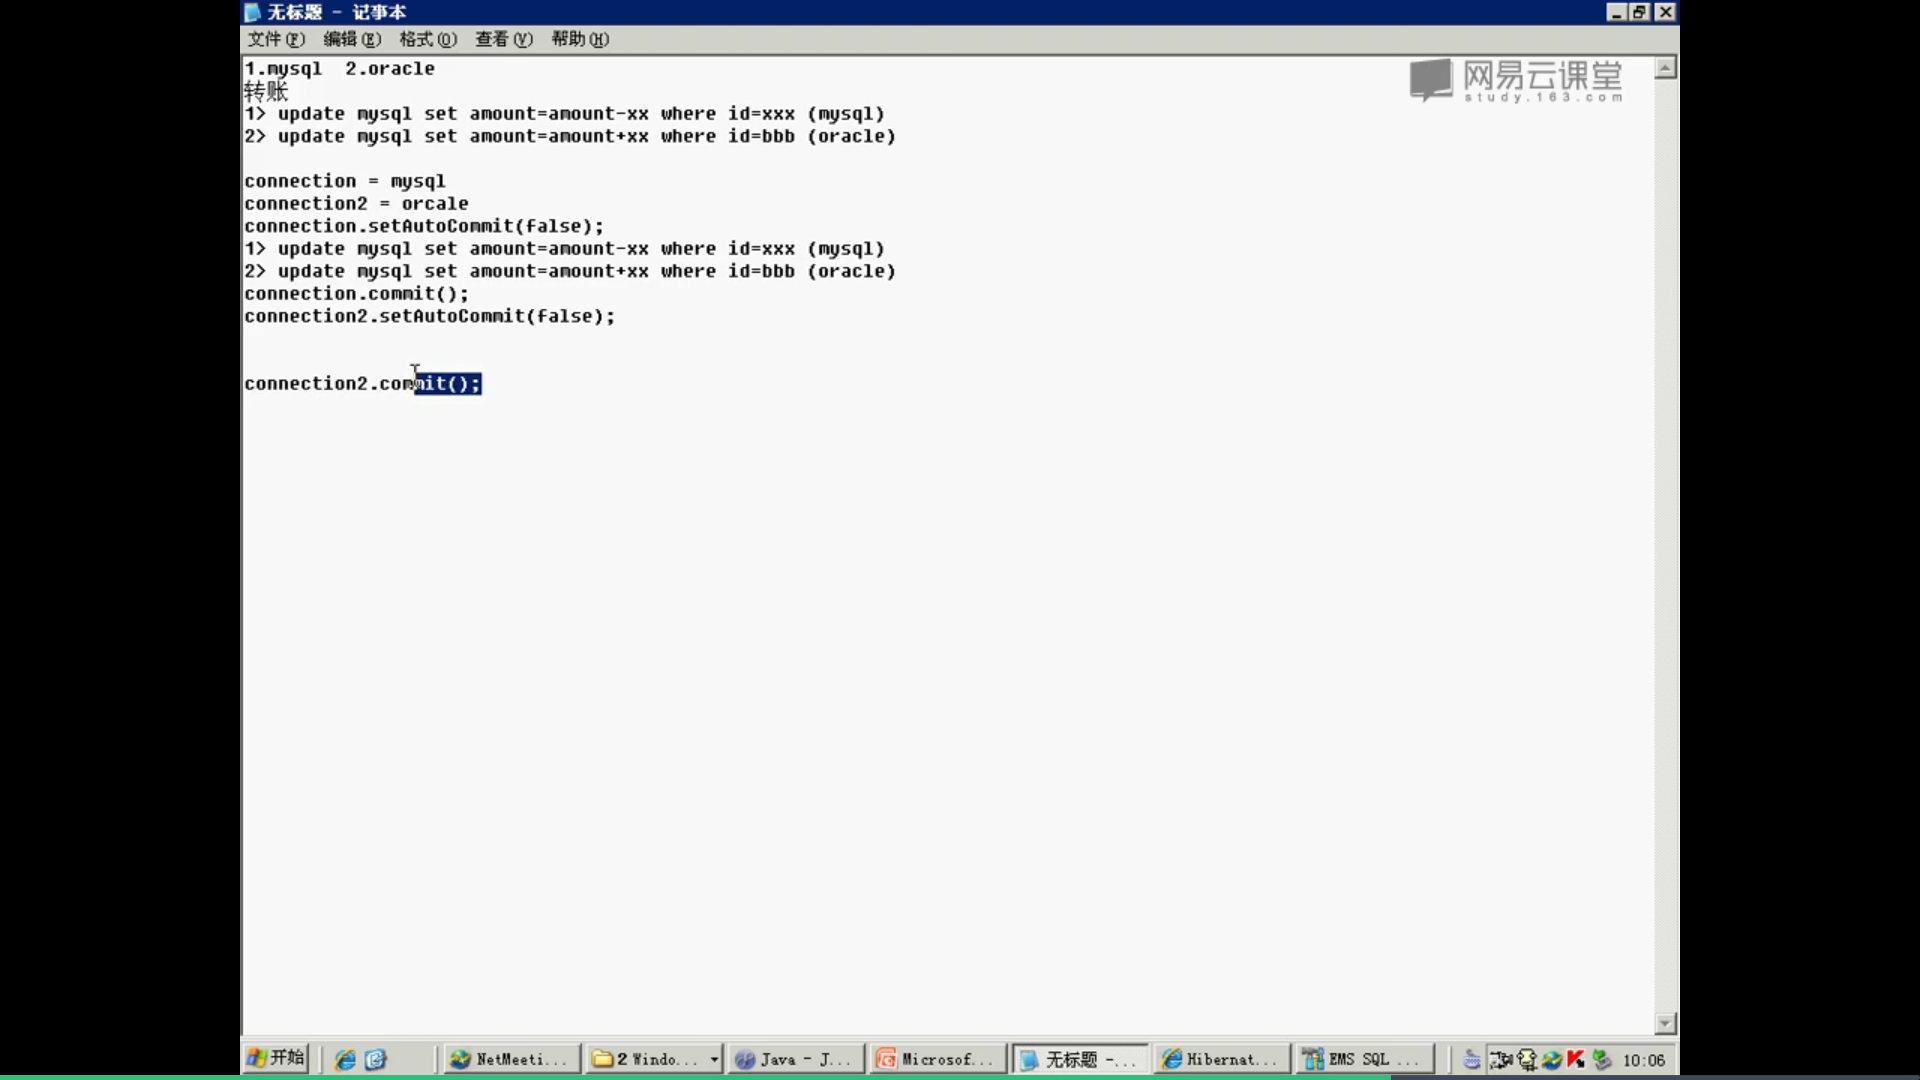 无标题 - 记事本
文件(F) 编辑(E) 格式(O) 查看(V) 帮助(H)
1.mysql  2.oracle
网易云课堂
study.163.com
转账
1> update mysql set amount=amount-xx where id=xxx (mysql)
2> update mysql set amount=amount+xx where id=bbb (oracle)
connection = mysql
connection2 = orcale
connection.setAutoCommit(false);
1> update mysql set amount=amount-xx where id=xxx (mysql)
2> update mysql set amount=amount+xx where id=bbb (oracle)
connection.commit();
connection2.setAutoCommit(false);
connection2.commit();
开始 NetMeeti... 2 Windo... Java - J... Microsof... 无标题 -... Hibernat... EMS SQL ... 10:06